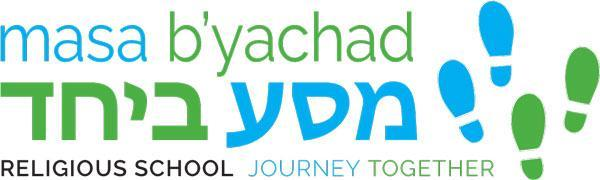 masa b'yachad
מסע ביחד
RELIGIOUS SCHOOL JOURNEY TOGETHER